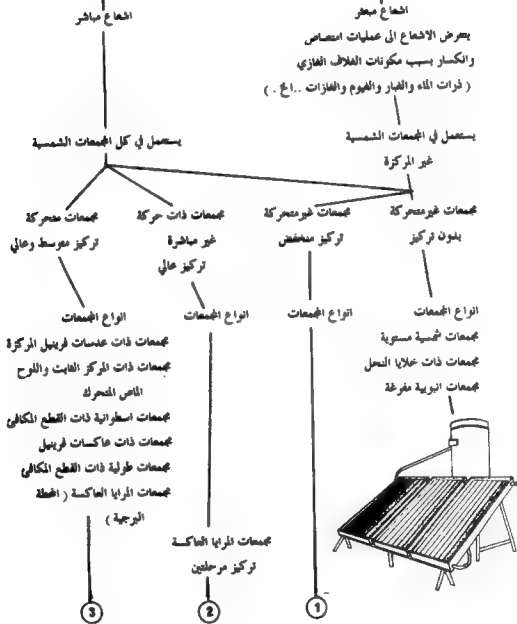 اشعاع مبعثر
يتعرض الاشعاع الى عمليات امتصاص
وانكسار بسبب مكونات الغلاف الغازي
( ذرات الماء والغبار والغيوم والغازات ..الخ . )
يستعمل في المجمعات الشمسية
غير المركزة
اشعاع مباشر
يستعمل في كل المجمعات الشمسية
مجمعات غيرمتحركة
بدون تركيز
مجمعات غيرمتحركة
تركيز منخفض
مجمعات ذات حركة
غير مباشرة
تركيز عالي
مجمعات متحركة
تركيز متوسط وعالي
انواع المجمعات
مجمعات شمسية مستوية
مجمعات ذات خلايا النحل
مجمعات انبوبية مفرغة
انواع المجمعات
انواع المجمعات
مجمعات المرايا العاكسة
تركيز مرحلتين
انواع المجمعات
مجمعات ذات عدسات فرينيل المركزة
مجمعات ذات المركز الثابت واللوح
الماص المتحرك
مجمعات اسطوانية ذات القطع المكافئ
مجمعات ذات عاكسات فرينيل
مجمعات طولية ذات القطع المكافئ
مجمعات المرايا العاكسة ( المحطة
البرجية )
1
2
3